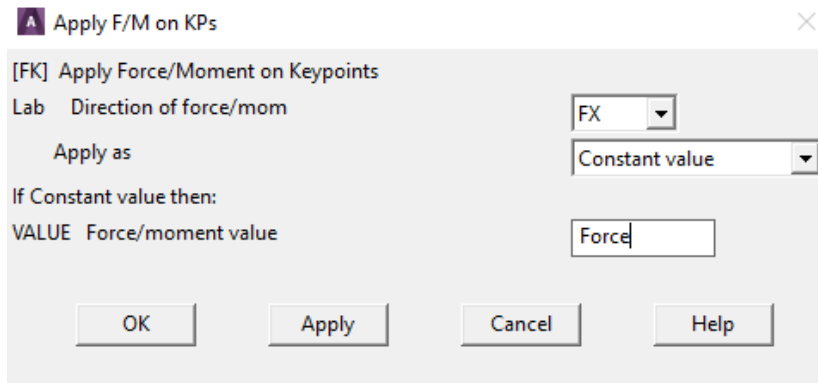 A Apply F/M on KPs
[FK] Apply Force/Moment on Keypoints
Lab Direction of force/mom FX
Apply as Constant value
If Constant value then:
VALUE Force/moment value Force
OK Apply Cancel Help